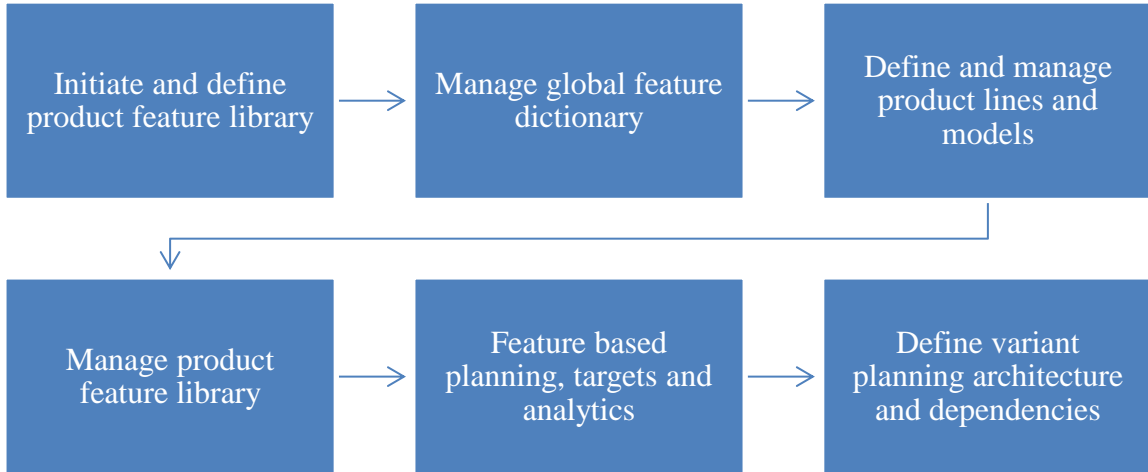 Initiate and define
product feature library
Manage global feature
dictionary
Define and manage
product lines and
models
Manage product
feature library
Feature based
planning, targets and
analytics
Define variant
planning architecture
and dependencies